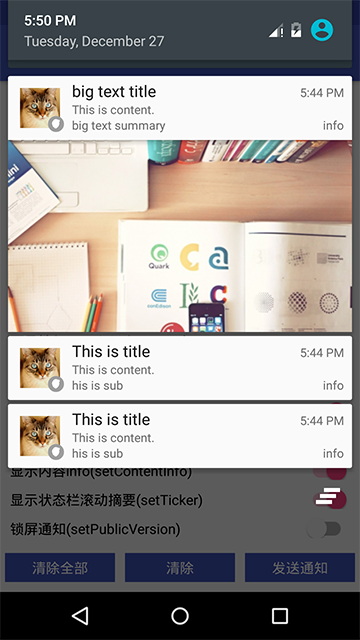 5:50 PM
Tuesday, December 27
big text title 5:44 PM
This is content.
big text summary info
Quark
conEdison
This is title 5:44 PM
This is content.
his is sub info
This is title 5:44 PM
This is content.
his is sub info
显示内容info(setContentInfo)
显示状态栏滚动摘要(setTicker)
锁屏通知(setPublicVersion)
清除全部 清除 发送通知